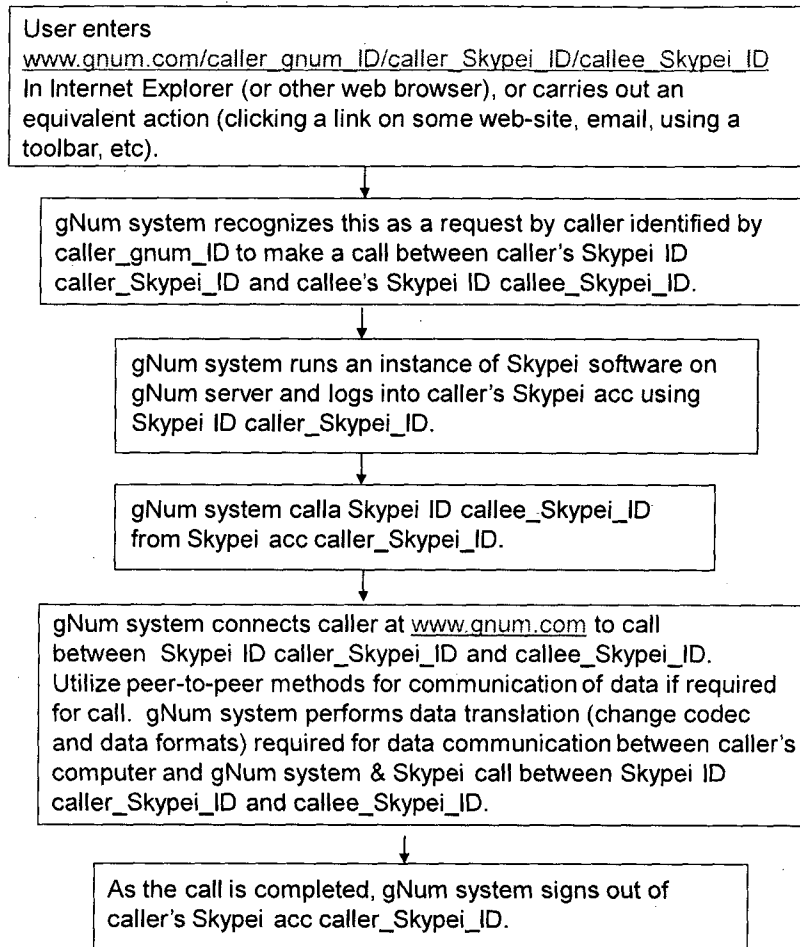 User enters
www.gnum.com/caller_gnum_ID/caller_Skypei_ID/callee_Skypei_ID
In Internet Explorer (or other web browser), or carries out an
equivalent action (clicking a link on some web-site, email, using a
toolbar, etc).
gNum system recognizes this as a request by caller identified by
caller_gnum_ID to make a call between caller's Skypei ID
caller_Skypei_ID and callee's Skypei ID callee_Skypei_ID.
gNum system runs an instance of Skypei software on
gNum server and logs into caller's Skypei acc using
Skypei ID caller_Skypei_ID.
gNum system calla Skypei ID callee_Skypei_ID
from Skypei acc caller_Skypei_ID.
gNum system connects caller at www.gnum.com to call
between Skypei ID caller_Skypei_ID and callee_Skypei_ID.
Utilize peer-to-peer methods for communication of data if required
for call. gNum system performs data translation (change codec
and data formats) required for data communication between caller's
computer and gNum system & Skypei call between Skypei ID
caller_Skypei_ID and callee_Skypei_ID.
As the call is completed, gNum system signs out of
caller's Skypei acc caller_Skypei_ID.